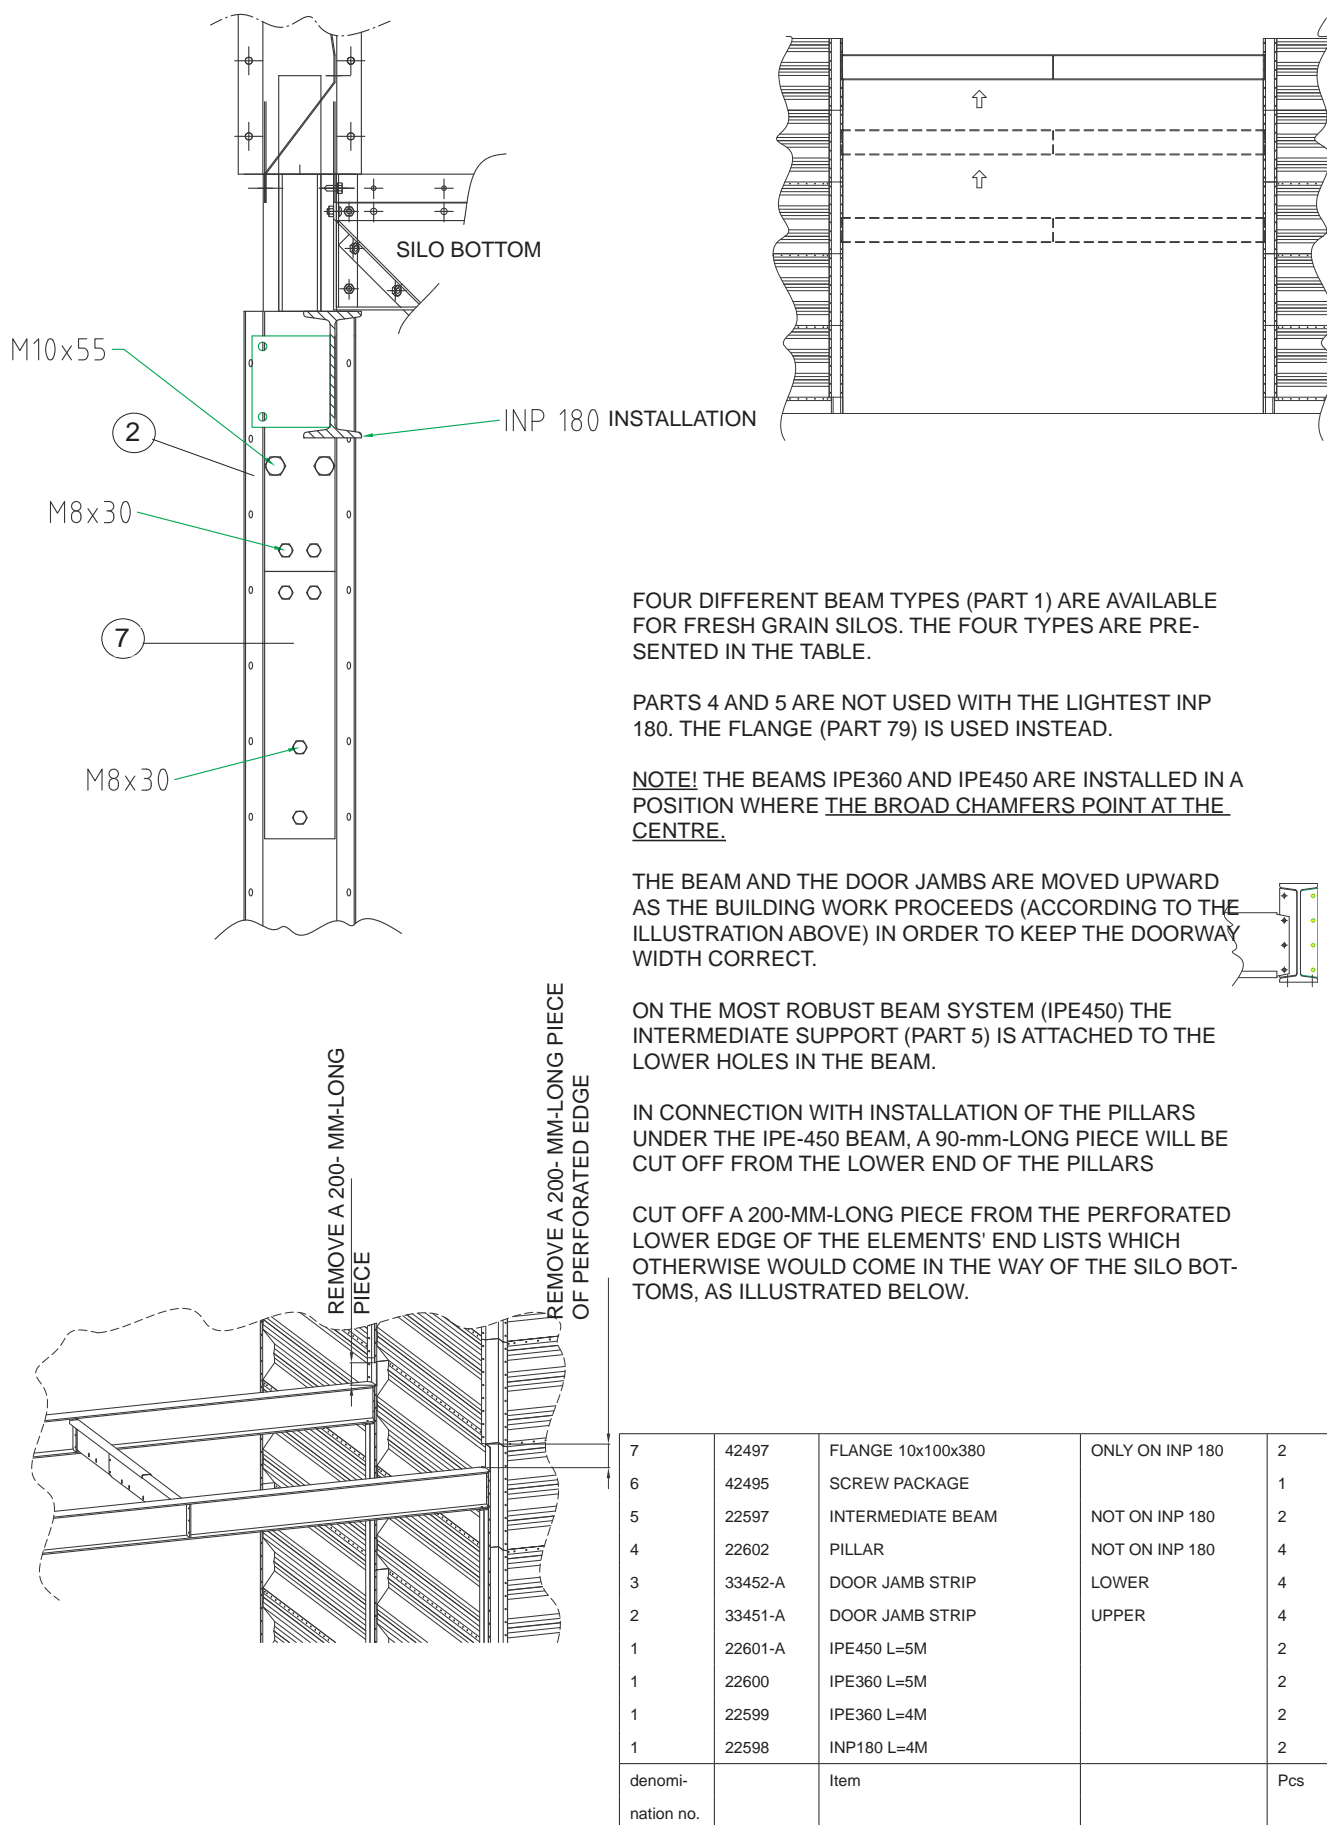 SILO BOTTOM
M10x55
2
INP 180 INSTALLATION
M8x30
7
M8x30
FOUR DIFFERENT BEAM TYPES (PART 1) ARE AVAILABLE
FOR FRESH GRAIN SILOS. THE FOUR TYPES ARE PRE-
SENTED IN THE TABLE.
PARTS 4 AND 5 ARE NOT USED WITH THE LIGHTEST INP
180. THE FLANGE (PART 79) IS USED INSTEAD.
NOTE! THE BEAMS IPE360 AND IPE450 ARE INSTALLED IN A
POSITION WHERE THE BROAD CHAMFERS POINT AT THE
CENTRE.
THE BEAM AND THE DOOR JAMBS ARE MOVED UPWARD
AS THE BUILDING WORK PROCEEDS (ACCORDING TO THE
ILLUSTRATION ABOVE) IN ORDER TO KEEP THE DOORWAY
WIDTH CORRECT.
ON THE MOST ROBUST BEAM SYSTEM (IPE450) THE
INTERMEDIATE SUPPORT (PART 5) IS ATTACHED TO THE
LOWER HOLES IN THE BEAM.
IN CONNECTION WITH INSTALLATION OF THE PILLARS
UNDER THE IPE-450 BEAM, A 90-mm-LONG PIECE WILL BE
CUT OFF FROM THE LOWER END OF THE PILLARS
CUT OFF A 200-MM-LONG PIECE FROM THE PERFORATED
LOWER EDGE OF THE ELEMENTS' END LISTS WHICH
OTHERWISE WOULD COME IN THE WAY OF THE SILO BOT-
TOMS, AS ILLUSTRATED BELOW.
REMOVE A 200- MM-LONG
PIECE
REMOVE A 200- MM-LONG PIECE
OF PERFORATED EDGE
7 42497 FLANGE 10x100x380 ONLY ON INP 180 2
6 42495 SCREW PACKAGE 1
5 22597 INTERMEDIATE BEAM NOT ON INP 180 2
4 22602 PILLAR NOT ON INP 180 4
3 33452-A DOOR JAMB STRIP LOWER 4
2 33451-A DOOR JAMB STRIP UPPER 4
1 22601-A IPE450 L=5M 2
1 22600 IPE360 L=5M 2
1 22599 IPE360 L=4M 2
1 22598 INP180 L=4M 2
denomi- Item Pcs
nation no.